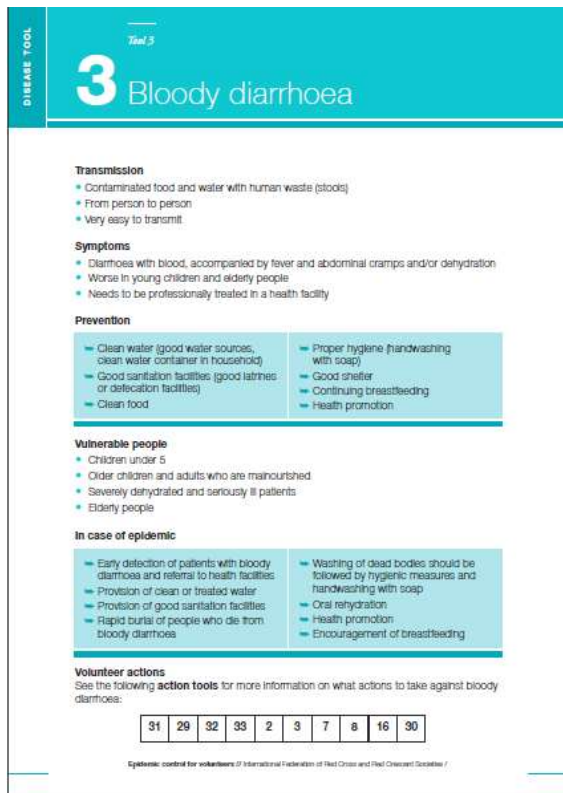 DISEASE TOOL
Tool 3
3 Bloody diarrhoea
Transmission
Contaminated food and water with human waste (stools)
From person to person
Very easy to transmit
Symptoms
Diarrhoea with blood, accompanied by fever and abdominal cramps and/or dehydration
Worse in young children and elderly people
Needs to be professionally treated in a health facility
Prevention
Clean water (good water sources,
clean water container in household)
Good sanitation facilities (good latrines
or defecation facilities)
Clean food
Proper hygiene (handwashing
with soap)
Good shelter
Continuing breastfeeding
Health promotion
Vulnerable people
Children under 5
Older children and adults who are malnourished
Severely dehydrated and seriously ill patients
Elderly people
In case of epidemic
Early detection of patients with bloody
diarrhoea and referral to health facilities
Provision of clean or treated water
Provision of good sanitation facilities
Rapid burial of people who die from
bloody diarrhoea
Washing of dead bodies should be
followed by hygienic measures and
handwashing with soap
Oral rehydration
Health promotion
Encouragement of breastfeeding
Volunteer actions
See the following action tools for more information on what actions to take against bloody
diarrhoea:
31 29 32 33 2 3 7 8 16 30
Epidemic control for volunteers // International Federation of Red Cross and Red Crescent Societies /